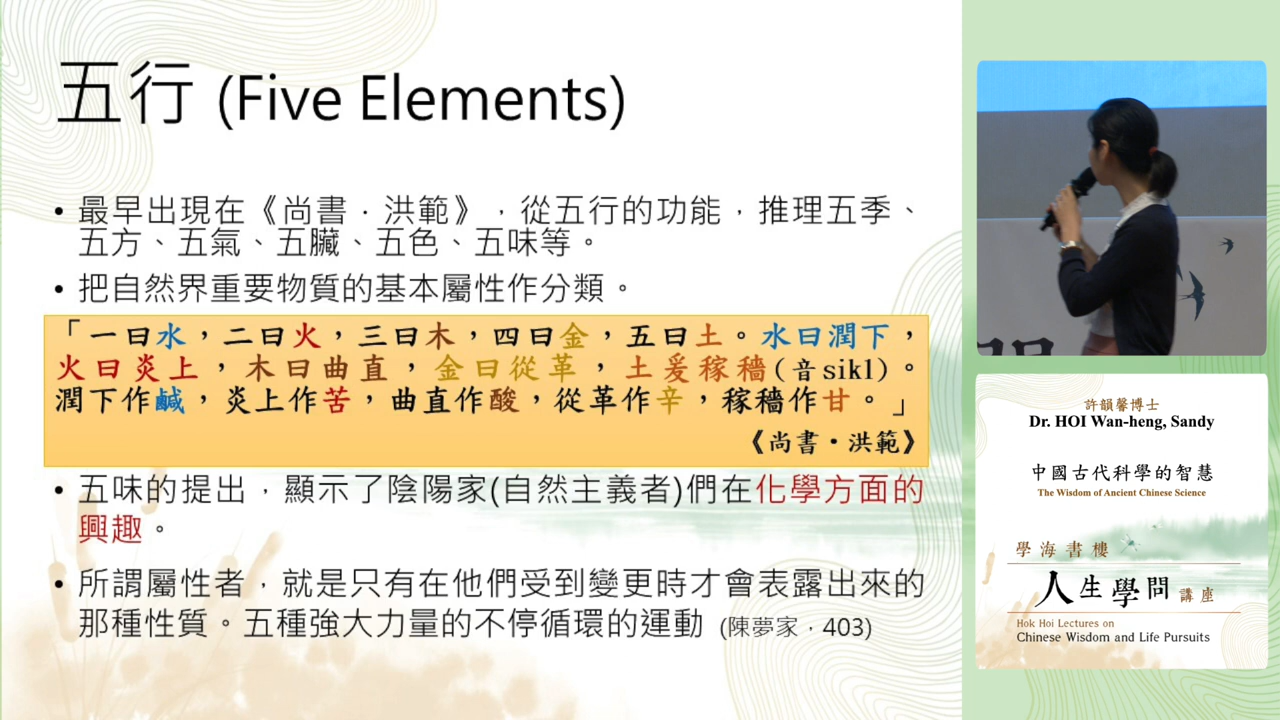 五行 (Five Elements)
• 最早出現在《尚書．洪範》，從五行的功能，推理五季、
五方、五氣、五臟、五色、五味等。
• 把自然界重要物質的基本屬性作分類。
「一曰水，二曰火，三曰木，四曰金，五曰土。水曰潤下，
火曰炎上，木曰曲直，金曰從革，土爰稼穡(音sik1)。
潤下作鹹，炎上作苦，曲直作酸，從革作辛，稼穡作甘。」
《尚書•洪範》
• 五味的提出，顯示了陰陽家(自然主義者)們在化學方面的
興趣。
• 所謂屬性者，就是只有在他們受到變更時才會表露出來的
那種性質。五種強大力量的不停循環的運動 (陳夢家，403)
許韻馨博士
Dr. HOI Wan-heng, Sandy
中國古代科學的智慧
The Wisdom of Ancient Chinese Science
學海書樓
人生學問 講座
Hok Hoi Lectures on
Chinese Wisdom and Life Pursuits